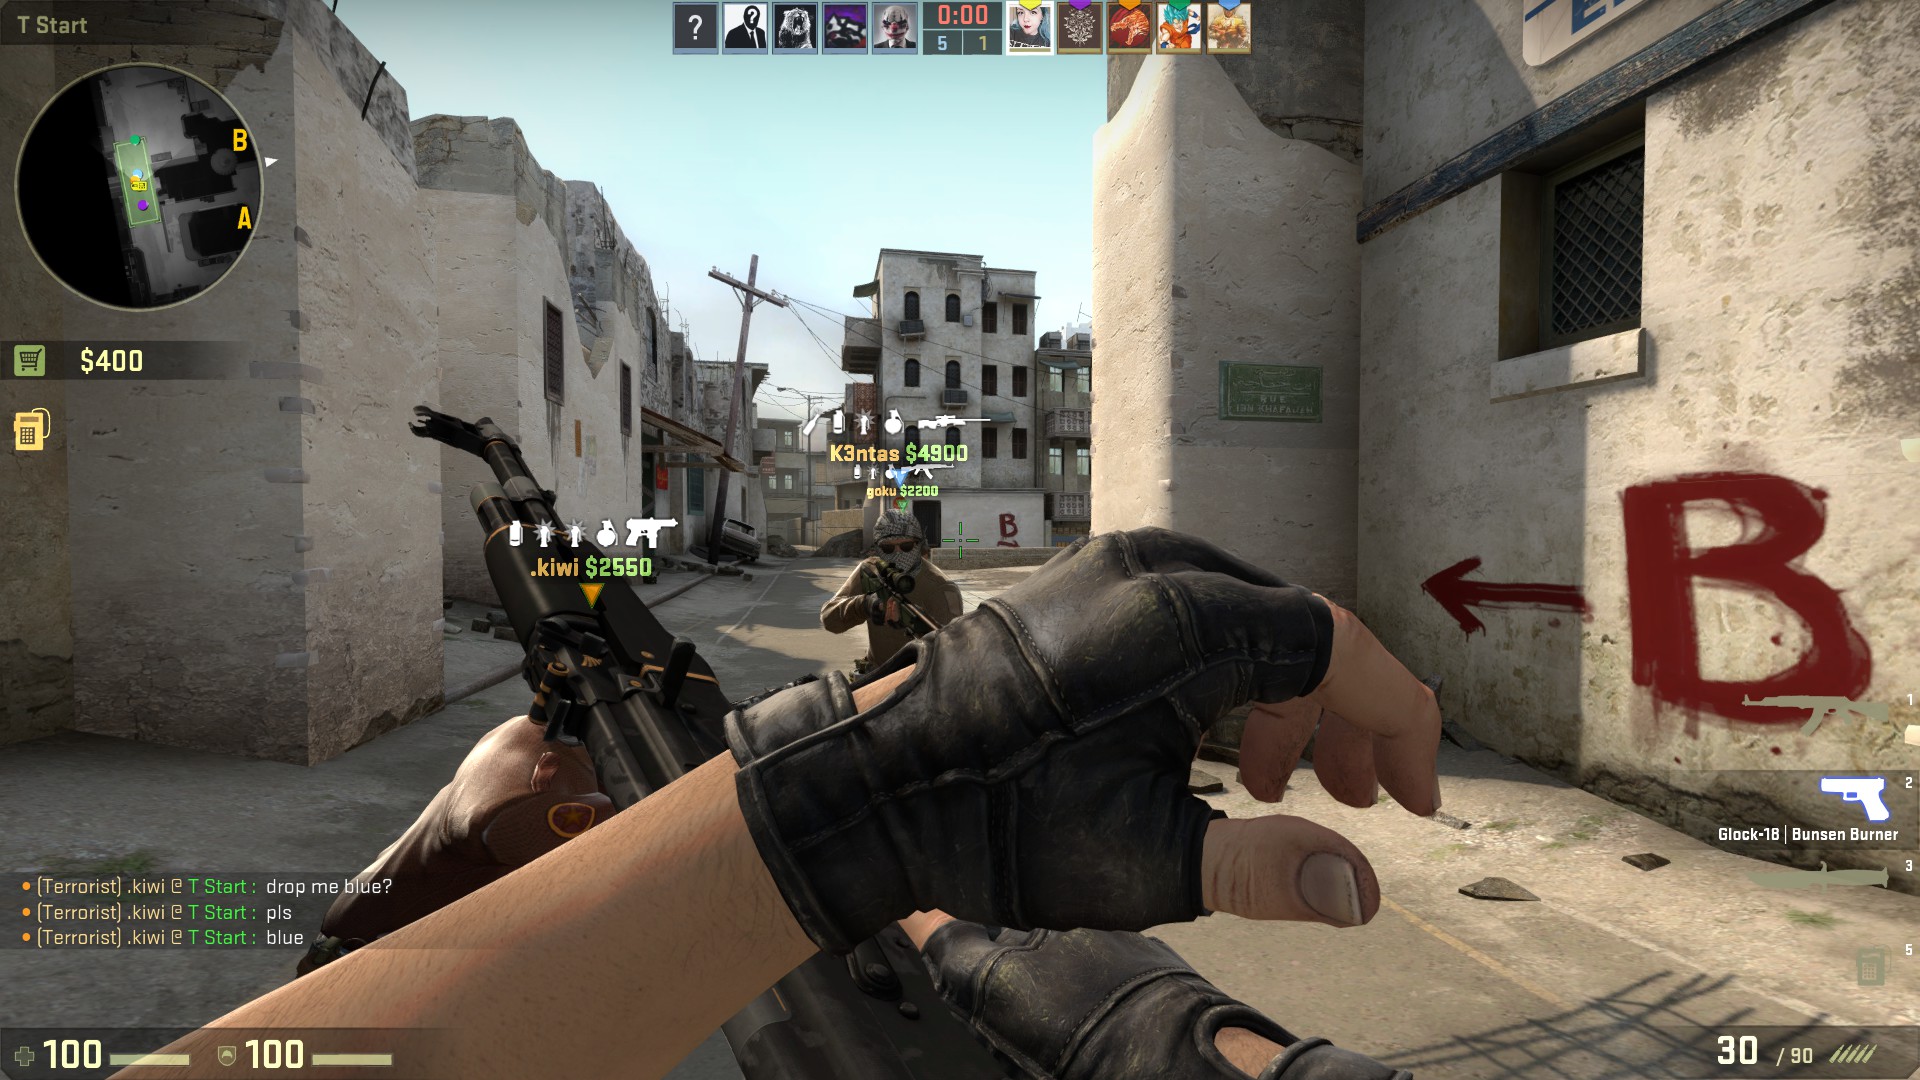 T Start
?
?
0:00
5 1
B
A
$400
K3ntas $4900
goku $2200
.kiwi $2550
B
RUE
B
1
2
Glock-18 | Bunsen Burner
3
5
(Terrorist) .kiwi @ T Start : drop me blue?
(Terrorist) .kiwi @ T Start : pls
(Terrorist) .kiwi @ T Start : blue
100
100
30 / 90